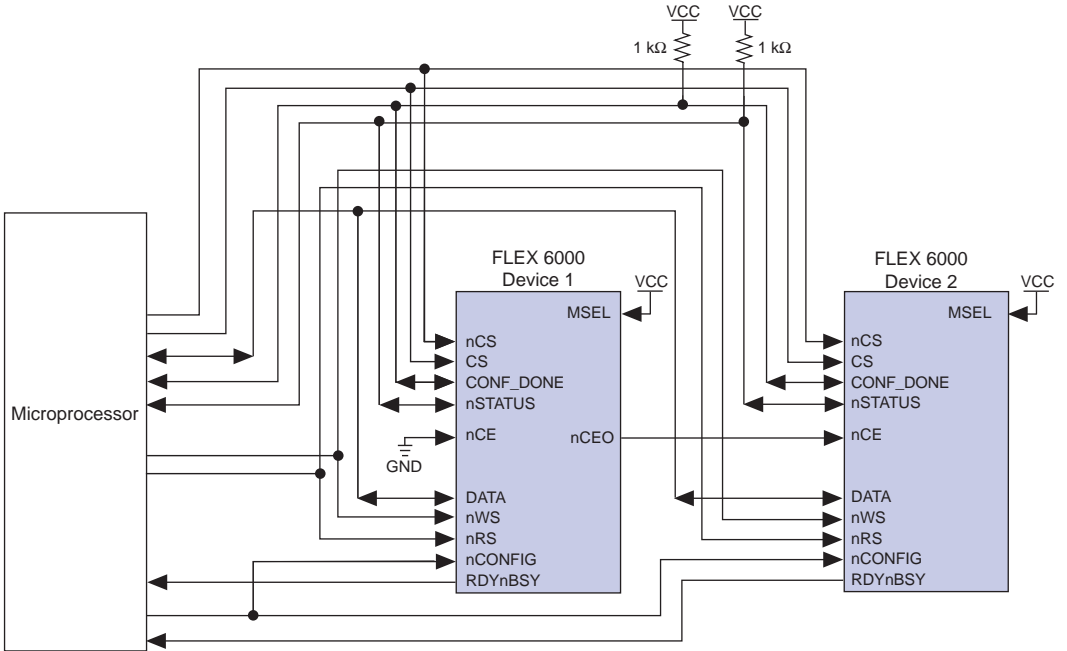 VCC VCC
1 kΩ 1 kΩ
FLEX 6000
Device 1
FLEX 6000
Device 2
VCC
VCC
MSEL
nCS
CS
CONF_DONE
nSTATUS
nCE
nCEO
GND
DATA
nWS
nRS
nCONFIG
RDYnBSY
MSEL
nCS
CS
CONF_DONE
nSTATUS
nCE
DATA
nWS
nRS
nCONFIG
RDYnBSY
Microprocessor